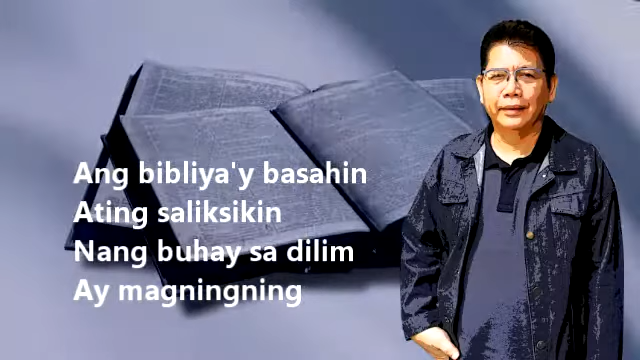 Ang bibliya'y basahin
Ating saliksikin
Nang buhay sa dilim
Ay magningning